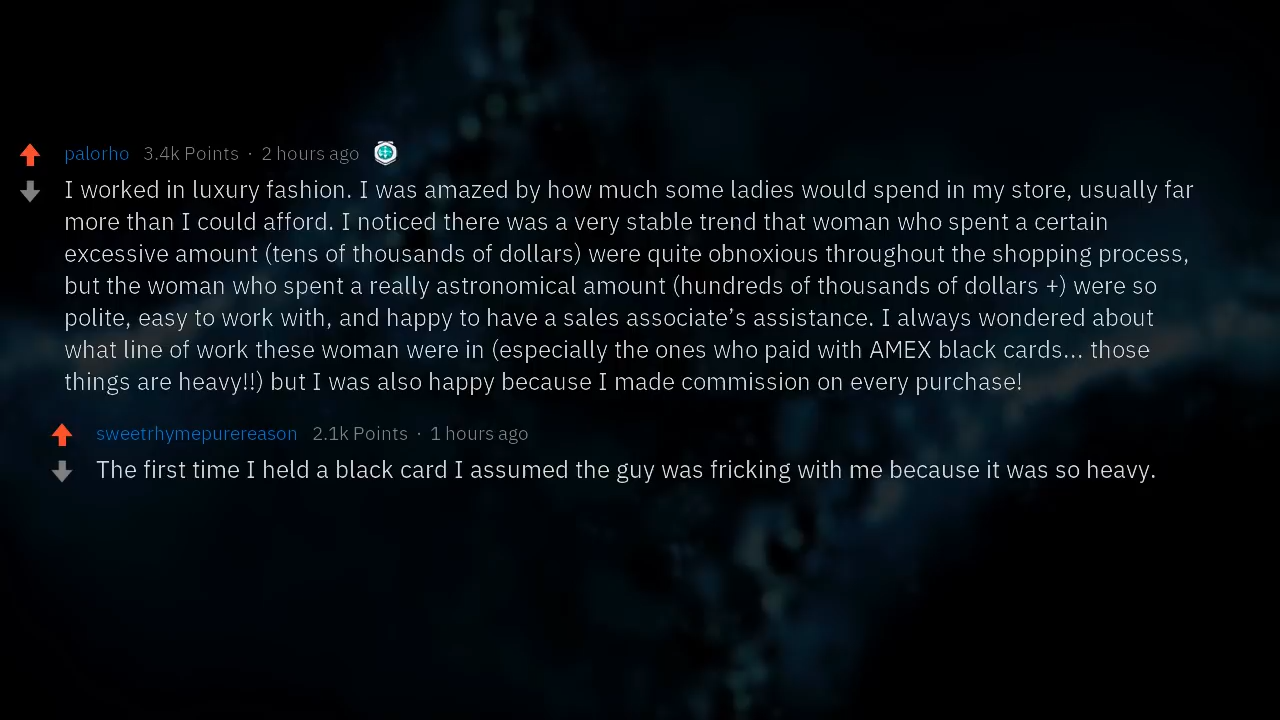 palorho 3.4k Points · 2 hours ago
I worked in luxury fashion. I was amazed by how much some ladies would spend in my store, usually far
more than I could afford. I noticed there was a very stable trend that woman who spent a certain
excessive amount (tens of thousands of dollars) were quite obnoxious throughout the shopping process,
but the woman who spent a really astronomical amount (hundreds of thousands of dollars +) were so
polite, easy to work with, and happy to have a sales associate’s assistance. I always wondered about
what line of work these woman were in (especially the ones who paid with AMEX black cards... those
things are heavy!!) but I was also happy because I made commission on every purchase!
sweetrhymepurereason 2.1k Points · 1 hours ago
The first time I held a black card I assumed the guy was fricking with me because it was so heavy.